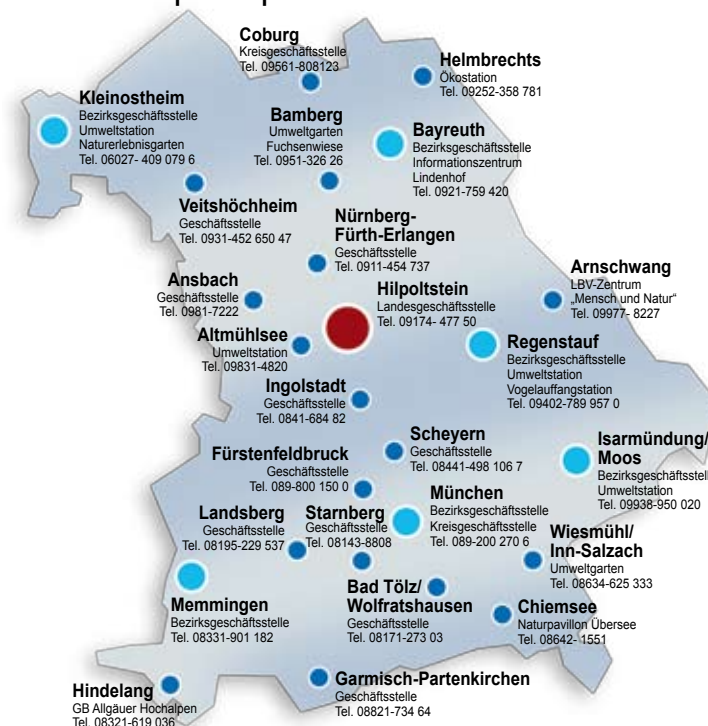 Coburg
Kreisgeschäftsstelle
Tel. 09561-808123
Helmbrechts
Ökostation
Tel. 09252-358 781
Kleinostheim
Bezirksgeschäftsstelle
Umweltstation
Naturerlebnisgarten
Tel. 06027- 409 079 6
Bamberg
Umweltgarten
Fuchsenwiese
Tel. 0951-326 26
Bayreuth
Bezirksgeschäftsstelle
Informationszentrum
Lindenhof
Tel. 0921-759 420
Veitshöchheim
Geschäftsstelle
Tel. 0931-452 650 47
Nürnberg-
Fürth-Erlangen
Geschäftsstelle
Tel. 0911-454 737
Ansbach
Geschäftsstelle
Tel. 0981-7222
Hilpoltstein
Landesgeschäftsstelle
Tel. 09174- 477 50
Arnschwang
LBV-Zentrum
„Mensch und Natur“
Tel. 09977- 8227
Altmühlsee
Umweltstation
Tel. 09831-4820
Regenstauf
Bezirksgeschäftsstelle
Umweltstation
Vogelauffangstation
Tel. 09402-789 957 0
Ingolstadt
Geschäftsstelle
Tel. 0841-684 82
Scheyern
Geschäftsstelle
Tel. 08441-498 106 7
Isarmündung/
Moos
Bezirksgeschäftsstell
Umweltstation
Tel. 09938-950 020
Fürstenfeldbruck
Geschäftsstelle
Tel. 089-800 150 0
München
Bezirksgeschäftsstelle
Kreisgeschäftsstelle
Tel. 089-200 270 6
Landsberg
Geschäftsstelle
Tel. 08195-229 537
Starnberg
Geschäftsstelle
Tel. 08143-8808
Wiesmühl/
Inn-Salzach
Umweltgarten
Tel. 08634-625 333
Memmingen
Bezirksgeschäftsstelle
Tel. 08331-901 182
Bad Tölz/
Wolfratshausen
Geschäftsstelle
Tel. 08171-273 03
Chiemsee
Naturpavillon Übersee
Tel. 08642- 1551
Hindelang
GB Allgäuer Hochalpen
Tel. 08321-619 036
Garmisch-Partenkirchen
Geschäftsstelle
Tel. 08821-734 64